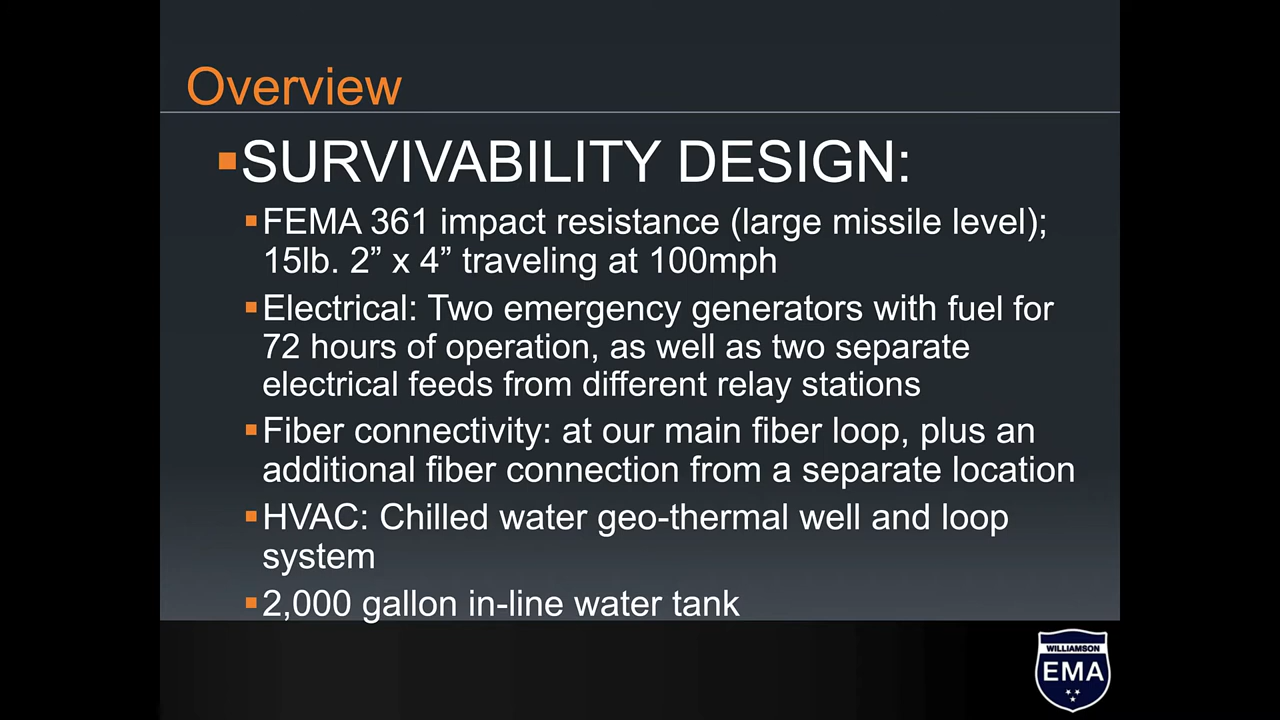 Overview
SURVIVABILITY DESIGN:
FEMA 361 impact resistance (large missile level);
15lb. 2” x 4” traveling at 100mph
Electrical: Two emergency generators with fuel for
72 hours of operation, as well as two separate
electrical feeds from different relay stations
Fiber connectivity: at our main fiber loop, plus an
additional fiber connection from a separate location
HVAC: Chilled water geo-thermal well and loop
system
2,000 gallon in-line water tank
WILLIAMSON
EMA